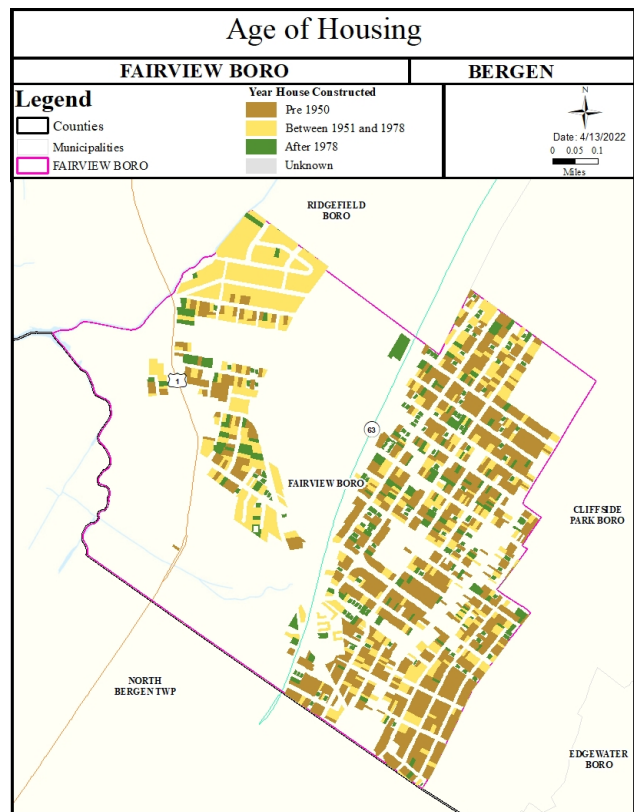 Age of Housing
FAIRVIEW BORO
BERGEN
Legend
Counties
Municipalities
FAIRVIEW BORO
Year House Constructed
Pre 1950
Between 1951 and 1978
After 1978
Unknown
N
Date: 4/13/2022
0 0.05 0.1
Miles
RIDGEFIELD
BORO
1
63
FAIRVIEW BORO
CLIFFSIDE
PARK BORO
NORTH
BERGEN TWP
EDGEWATER
BORO